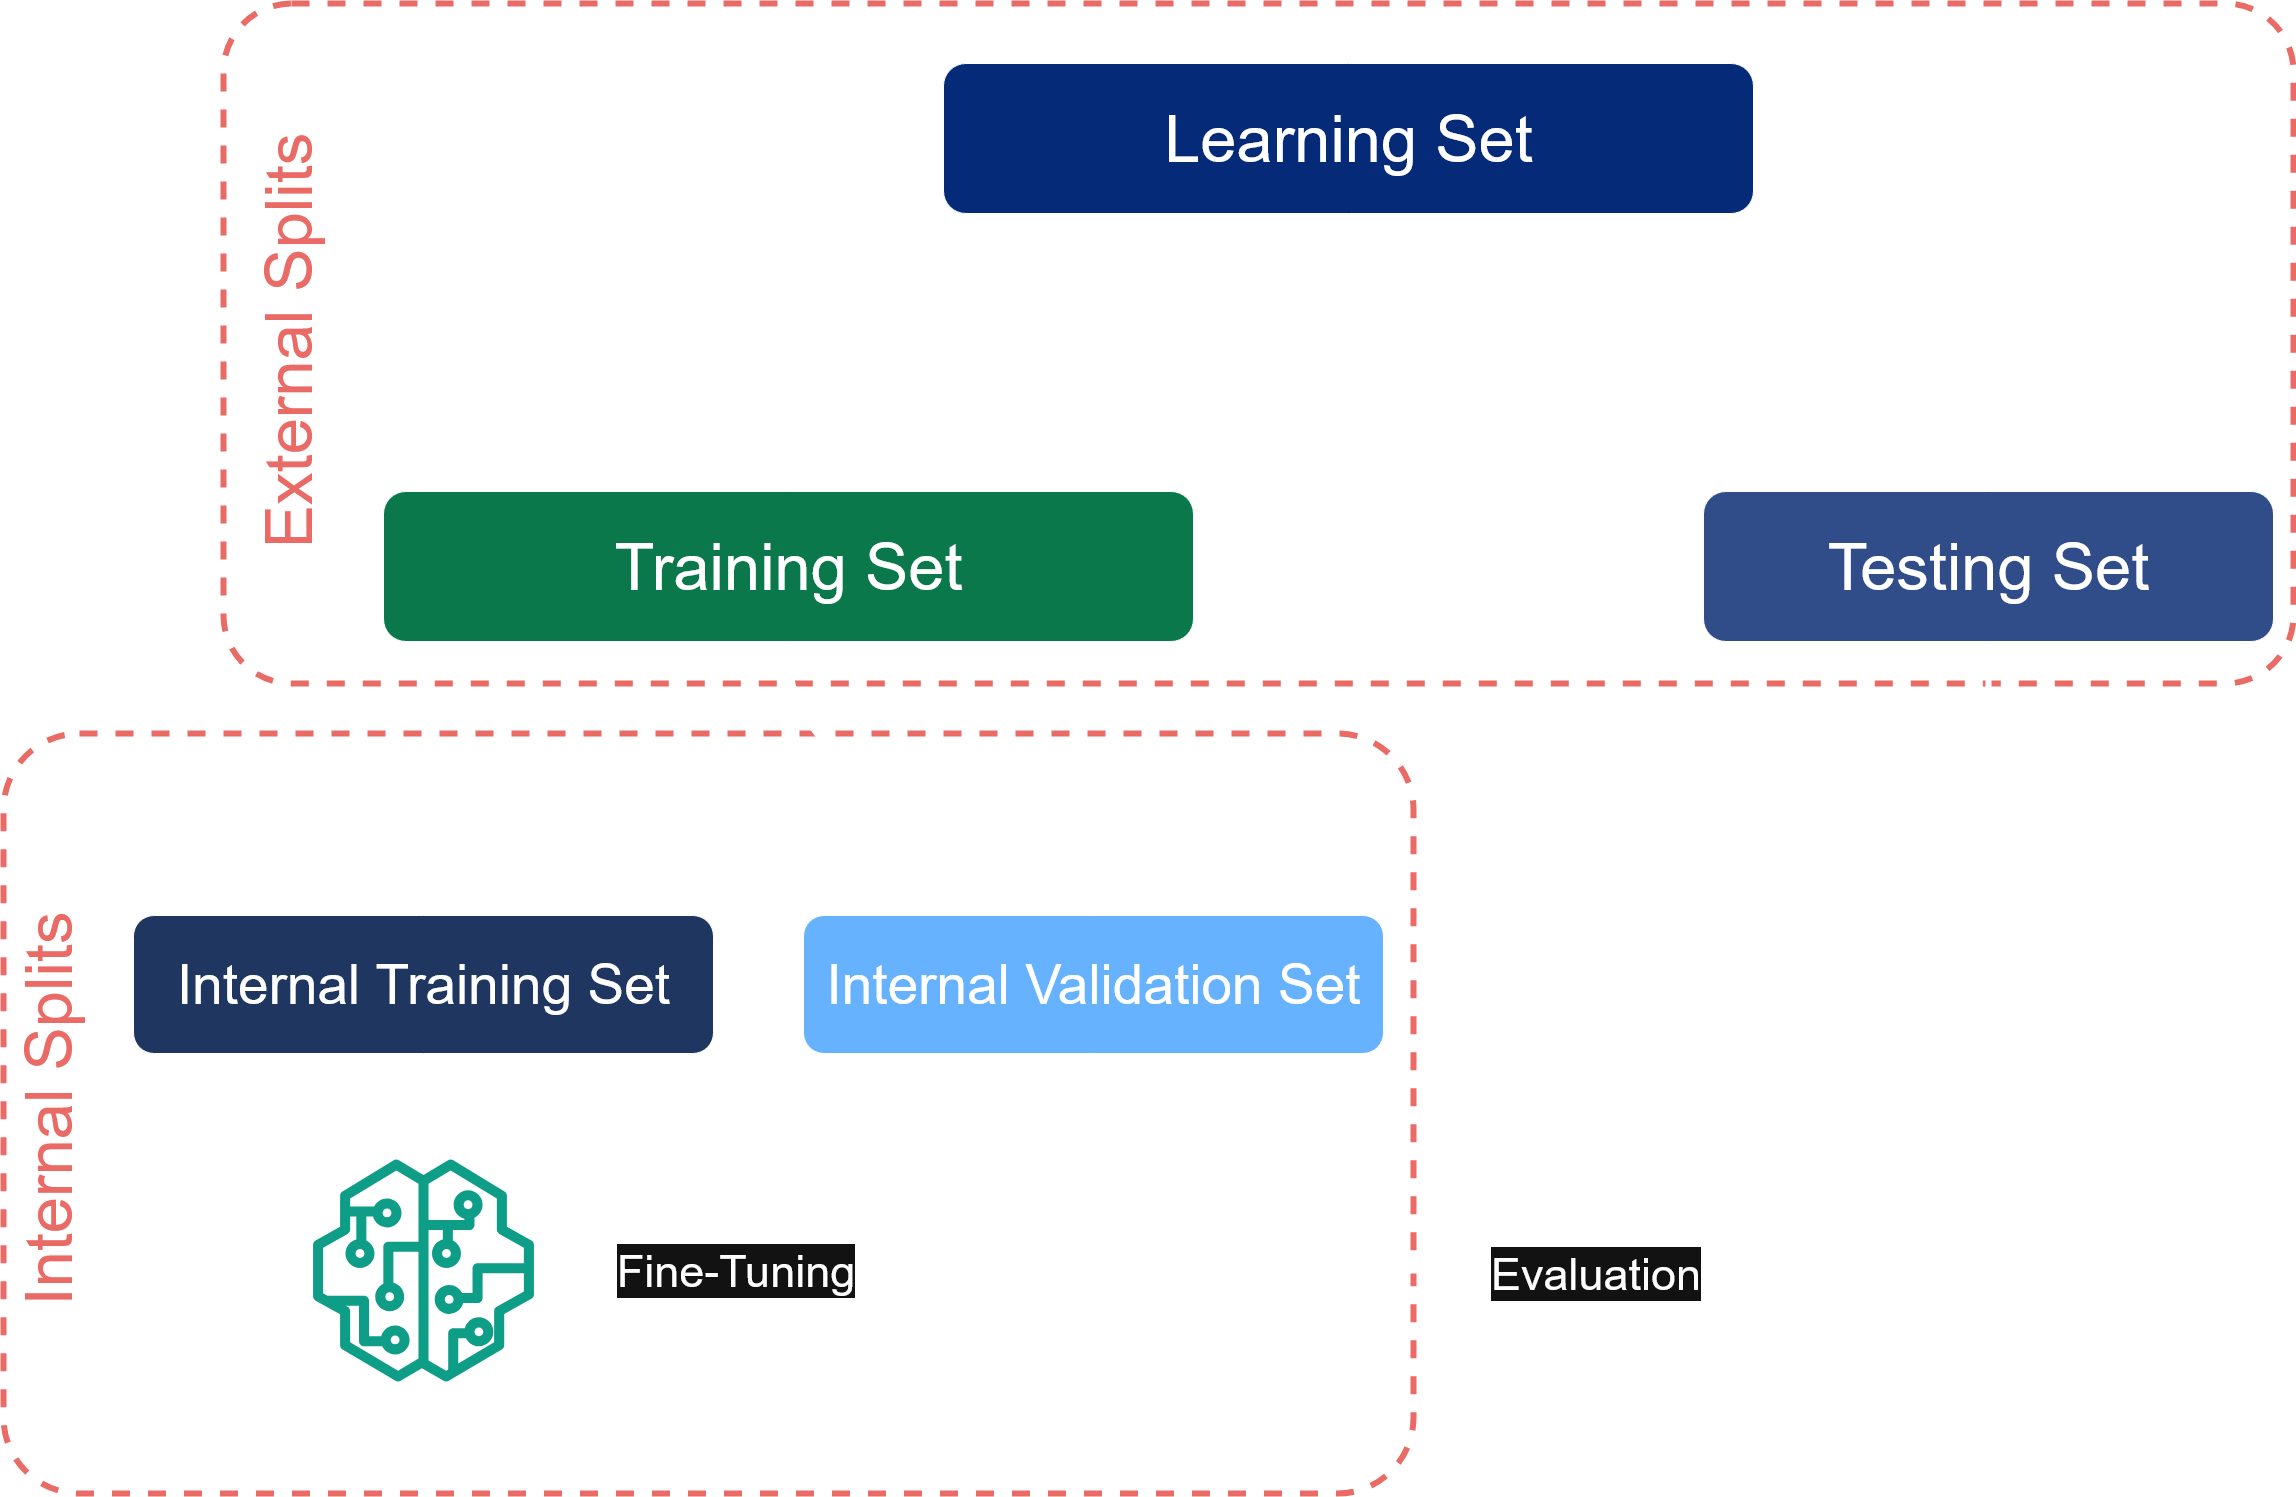 External Splits
Learning Set
Training Set
Testing Set
Internal Splits
Internal Training Set
Internal Validation Set
Fine-Tuning
Evaluation